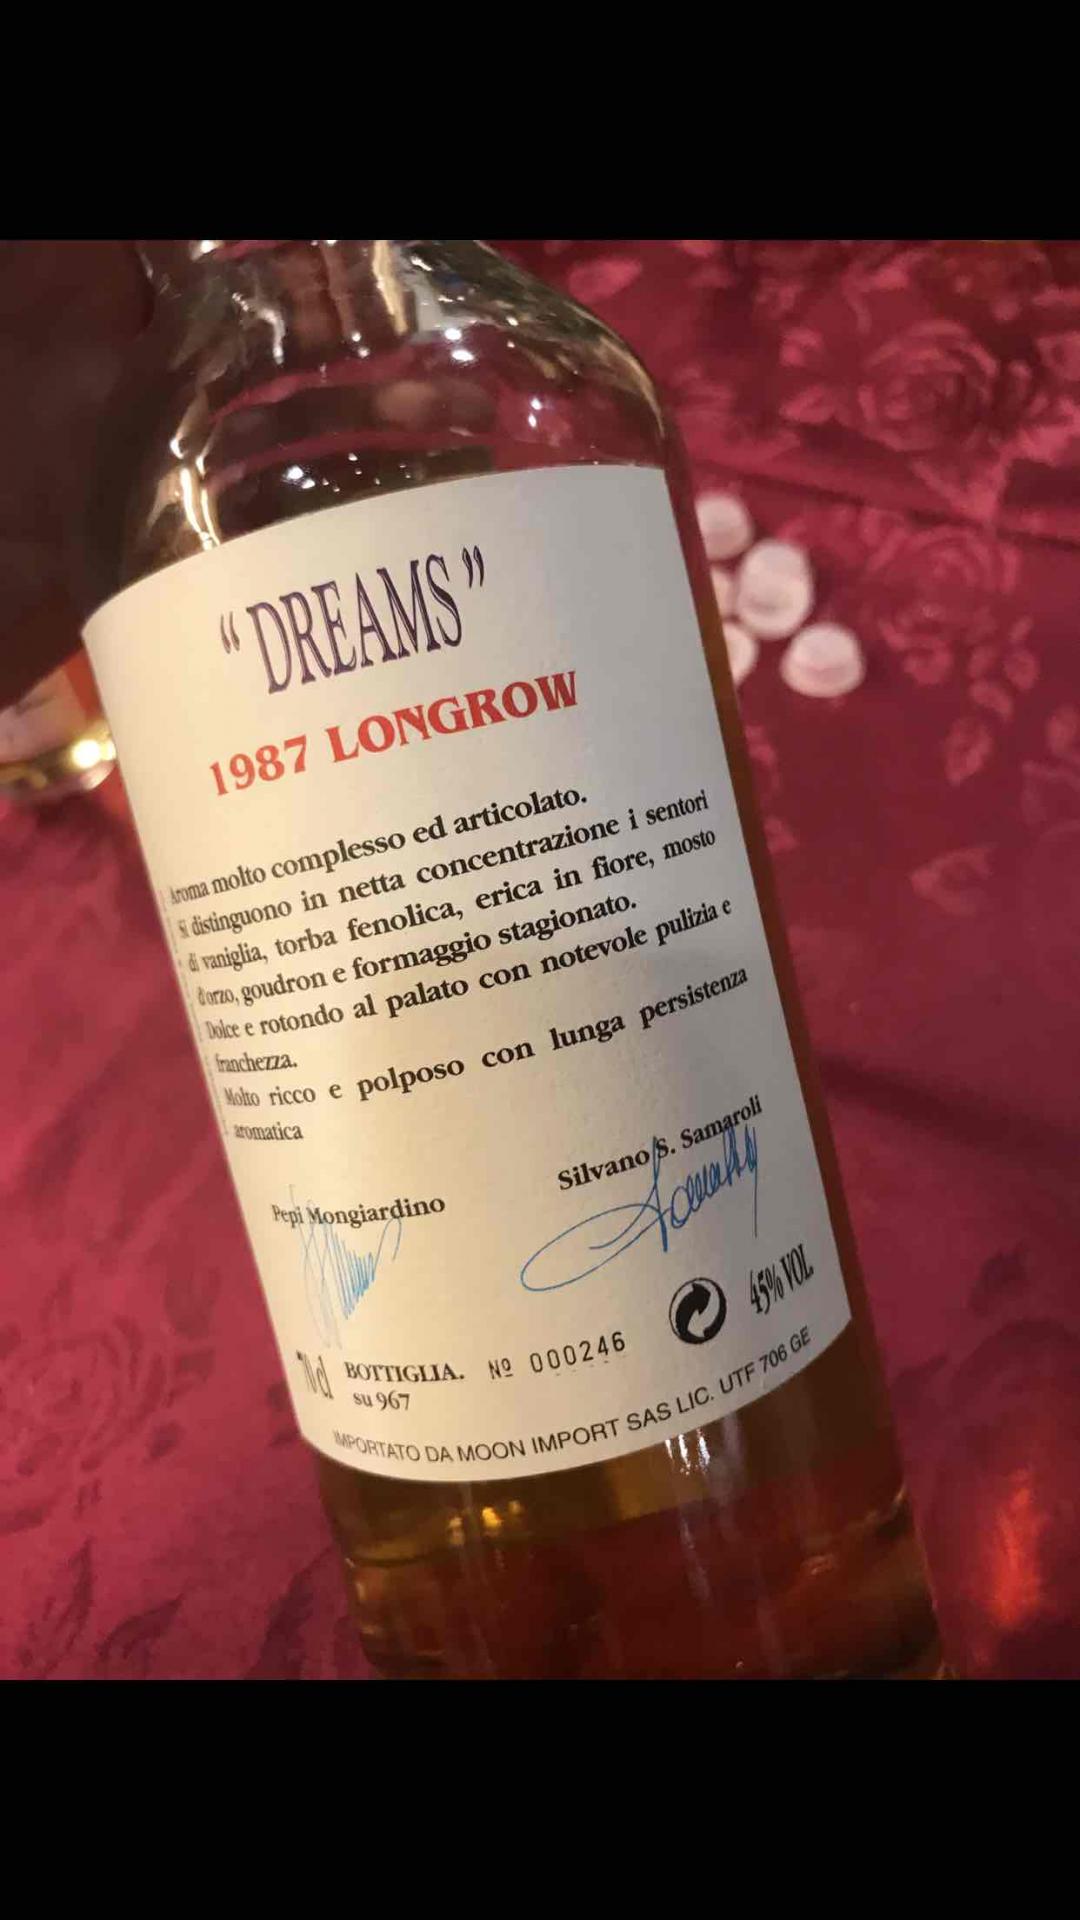 “DREAMS”
1987 LONGROW
Aroma molto complesso ed articolato.
Si distinguono in netta concentrazione i sentori
di vaniglia, torba fenolica, erica in fiore, mosto
d'orzo, goudron e formaggio stagionato.
Dolce e rotondo al palato con notevole pulizia e
franchezza.
Molto ricco e polposo con lunga persistenza
aromatica
Pepi Mongiardino
Silvano S. Samaroli
70 cl BOTTIGLIA. Nº 000246 45% VOL
su 967
IMPORTATO DA MOON IMPORT SAS LIC. UTF 706 GE